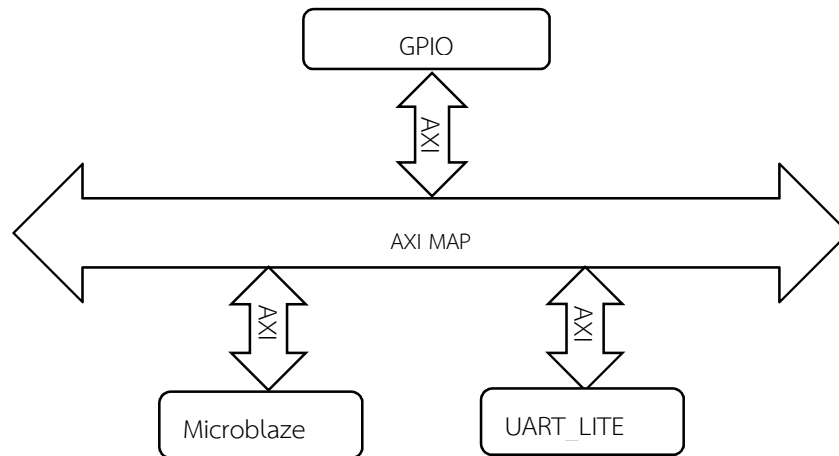 GPIO
AXI
AXI MAP
AXI
AXI
Microblaze
UART_LITE